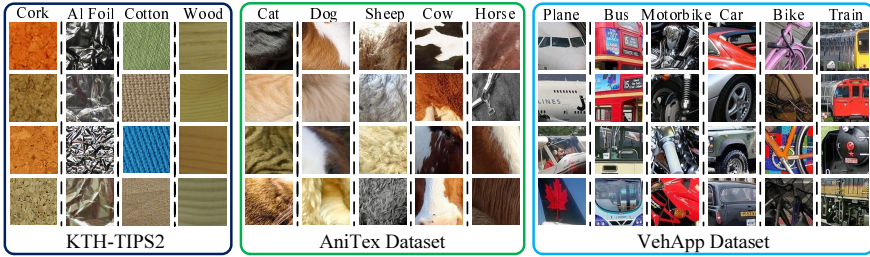 Cork Al Foil Cotton Wood
Cat Dog Sheep Cow Horse
Plane Bus Motorbike Car Bike Train
LINES
KTH-TIPS2
AniTex Dataset
VehApp Dataset